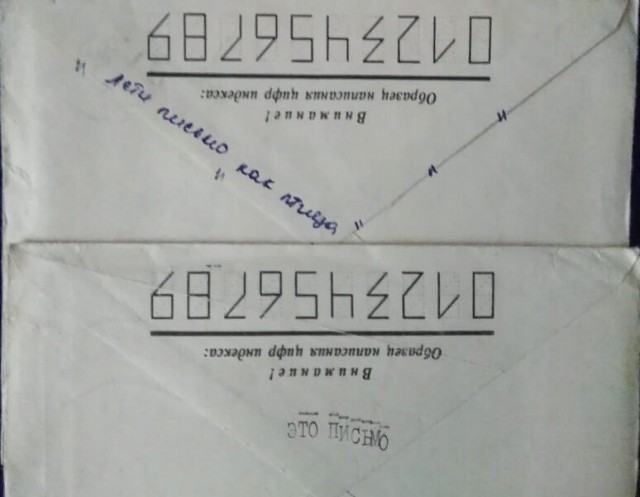 Внимание!
Образец написания цифр индекса:
0123456789
" лети письмо как птица "
Внимание!
Образец написания цифр индекса:
0123456789
ЭТО ПИСЬМО